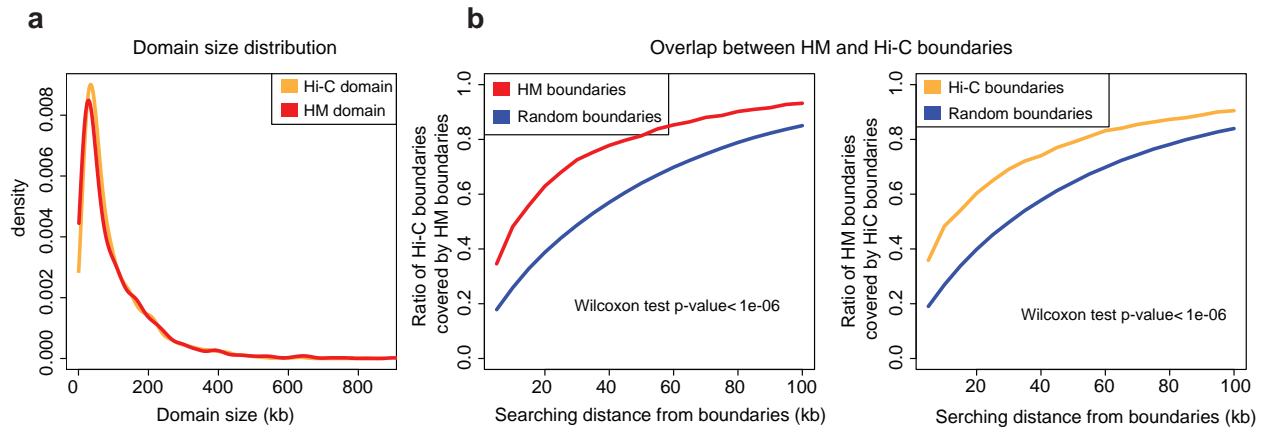 a
Domain size distribution
Hi-C domain
HM domain
density
0.000 0.002 0.004 0.006 0.008
0 200 400 600 800
Domain size (kb)
b
Overlap between HM and Hi-C boundaries
HM boundaries
Random boundaries
Ratio of Hi-C boundaries
covered by HM boundaries
0.0 0.2 0.4 0.6 0.8 1.0
Wilcoxon test p-value< 1e-06
20 40 60 80 100
Searching distance from boundaries (kb)
Hi-C boundaries
Random boundaries
Ratio of HM boundaries
covered by HiC boundaries
0.0 0.2 0.4 0.6 0.8 1.0
Wilcoxon test p-value< 1e-06
20 40 60 80 100
Serching distance from boundaries (kb)